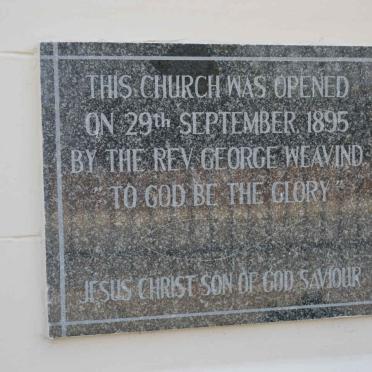 THIS CHURCH WAS OPENED
ON 29th SEPTEMBER 1895
BY THE REV. GEORGE WEAVIND
"TO GOD BE THE GLORY"
JESUS CHRIST SON OF GOD SAVIOUR